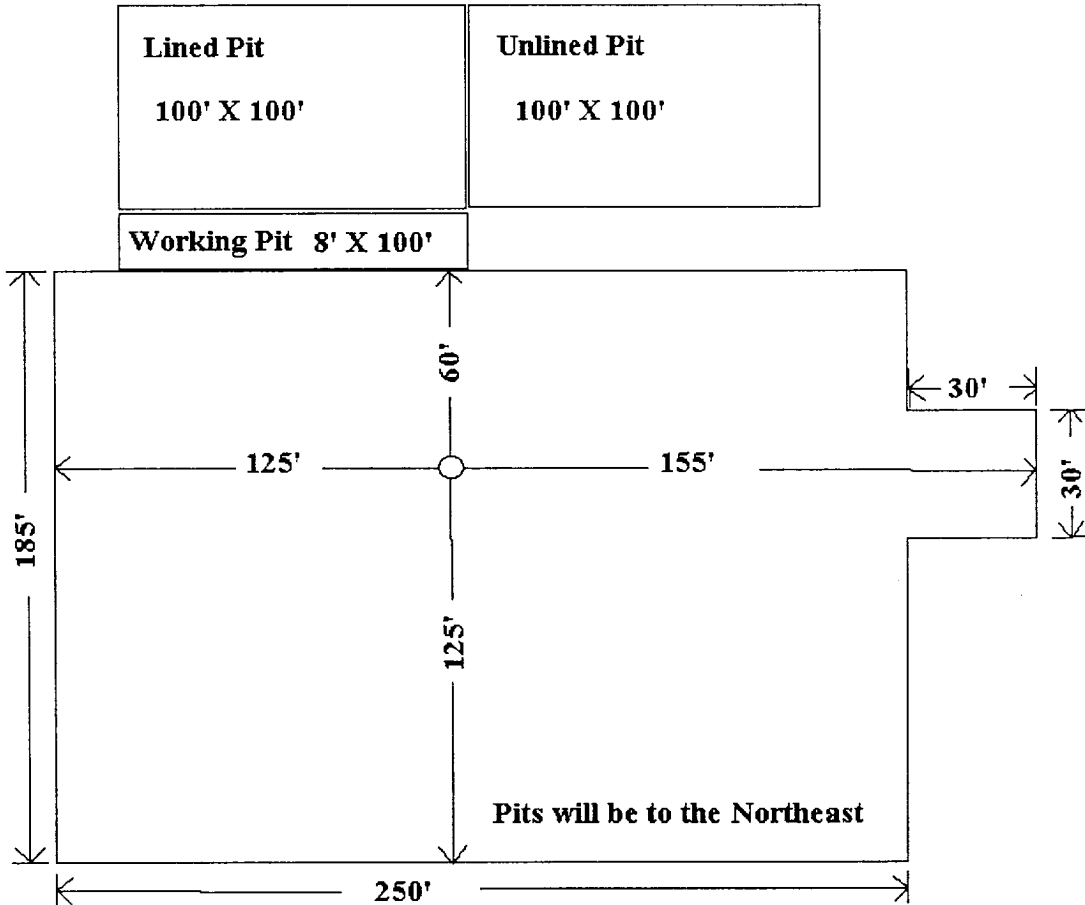 Lined Pit
100' X 100'
Unlined Pit
100' X 100'
Working Pit 8' X 100'
60'
30'
125'
155'
30'
185'
125'
Pits will be to the Northeast
250'